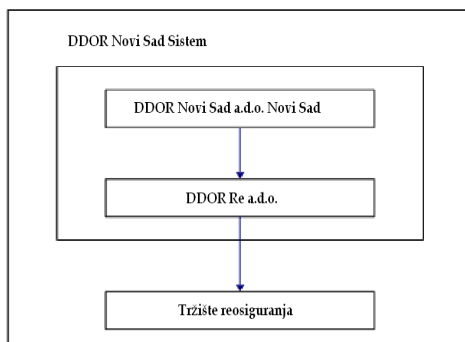 DDOR Novi Sad Sistem
DDOR Novi Sad a.d.o. Novi Sad
DDOR Re a.d.o.
Tržište reosiguranja